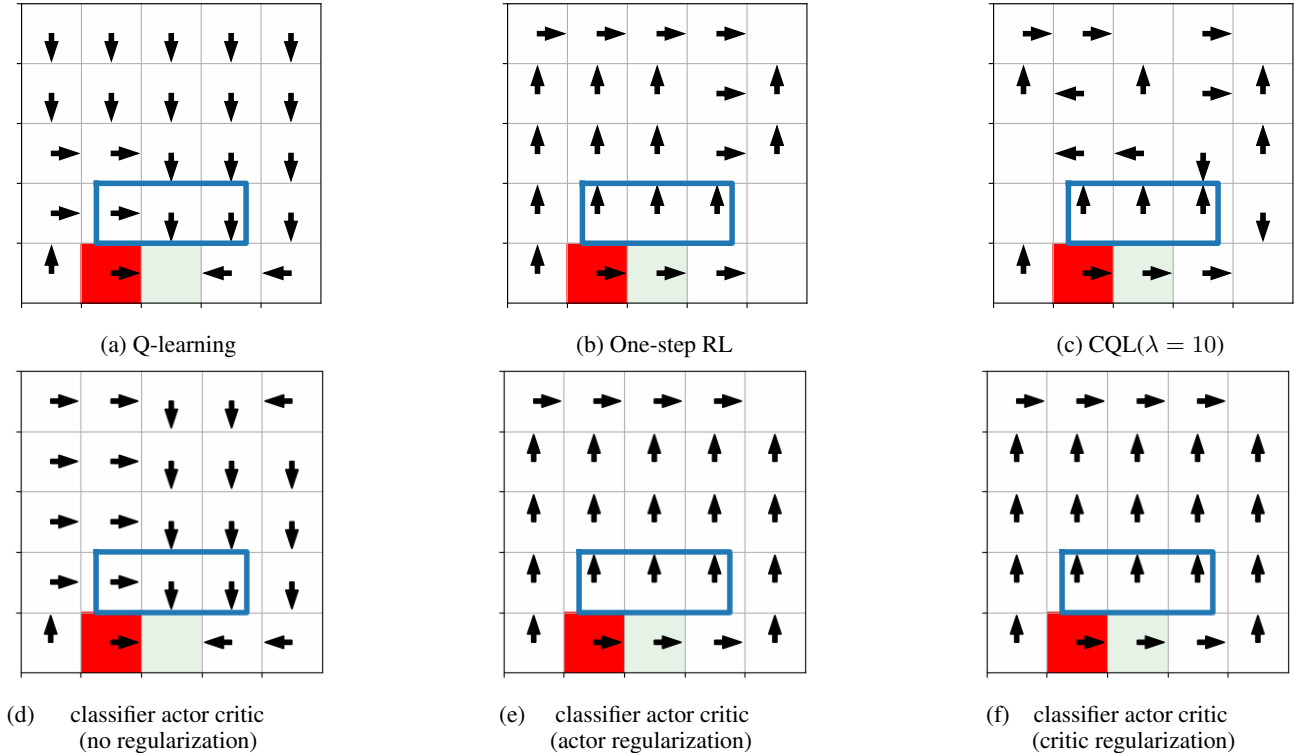 (a) Q-learning
(b) One-step RL
(c) CQL(λ = 10)
(d) classifier actor critic
(no regularization)
(e) classifier actor critic
(actor regularization)
(f) classifier actor critic
(critic regularization)